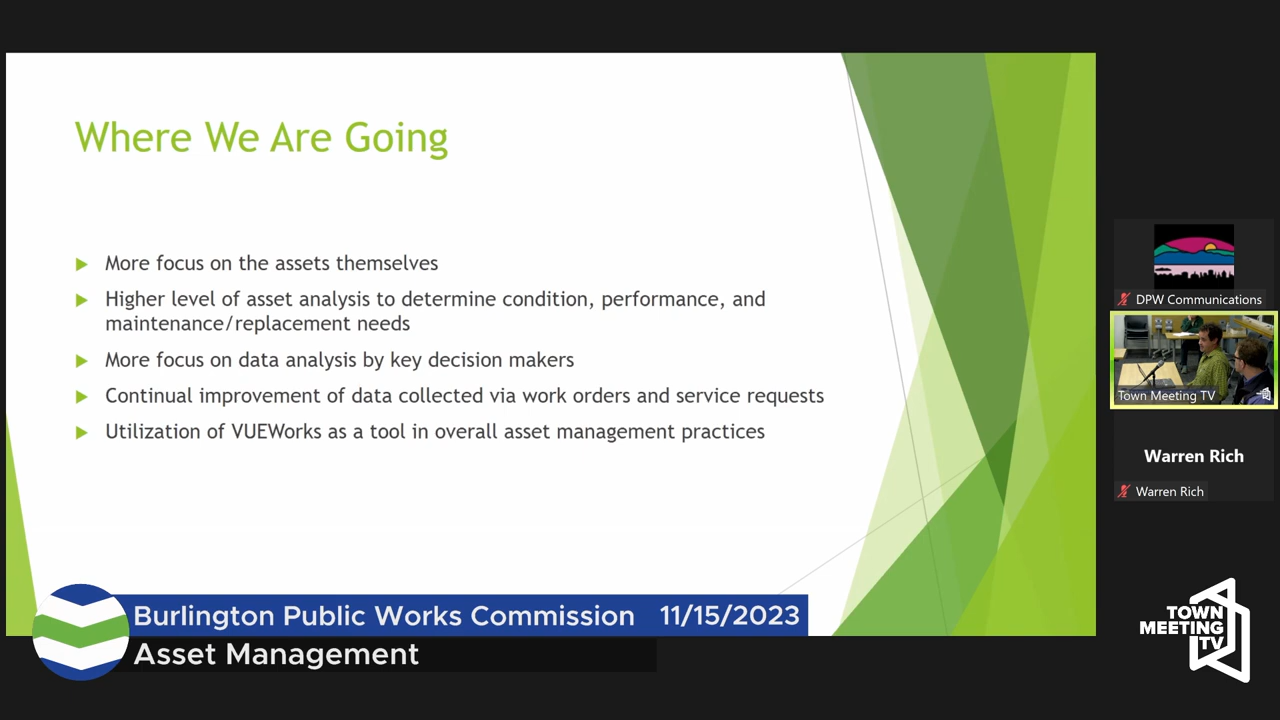 Where We Are Going
More focus on the assets themselves
Higher level of asset analysis to determine condition, performance, and
maintenance/replacement needs
More focus on data analysis by key decision makers
Continual improvement of data collected via work orders and service requests
Utilization of VUEWorks as a tool in overall asset management practices
DPW Communications
Town Meeting TV
Warren Rich
Warren Rich
Burlington Public Works Commission 11/15/2023
Asset Management
TOWN
MEETING
TV